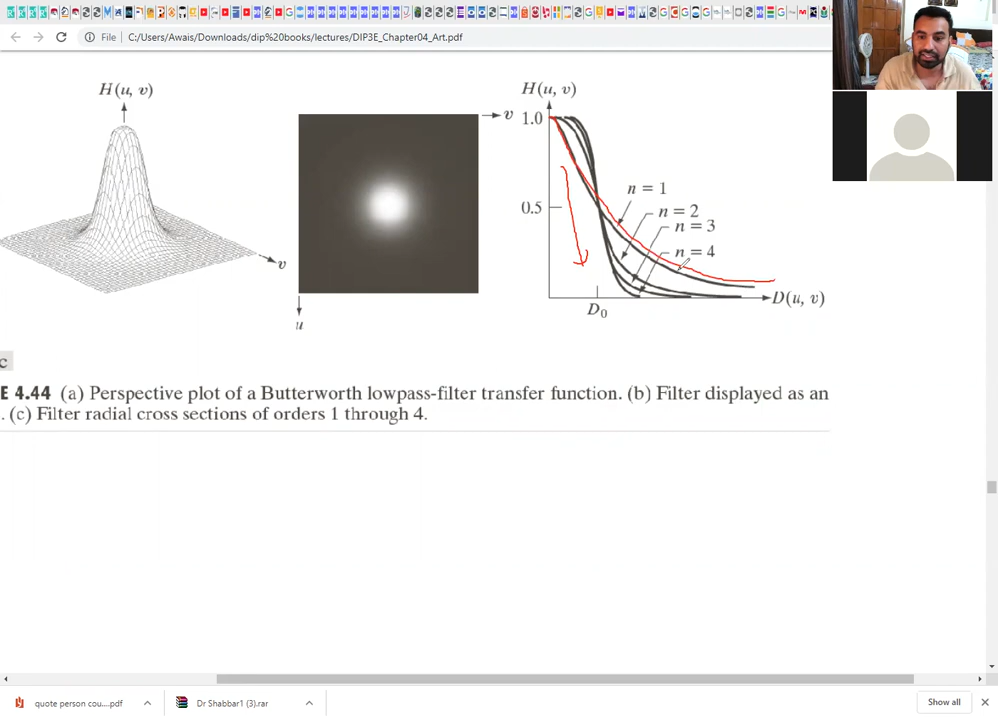 File
C:/Users/Awais/Downloads/dip%20books/lectures/DIP3E_Chapter04_Art.pdf
H(u, v)
v
v
u
H(u, v)
1.0
0.5
n = 1
n = 2
n = 3
n = 4
D0
D(u, v)
c
E 4.44 (a) Perspective plot of a Butterworth lowpass-filter transfer function. (b) Filter displayed as an
. (c) Filter radial cross sections of orders 1 through 4.
quote person cou....pdf
Dr Shabbar1 (3).rar
Show all